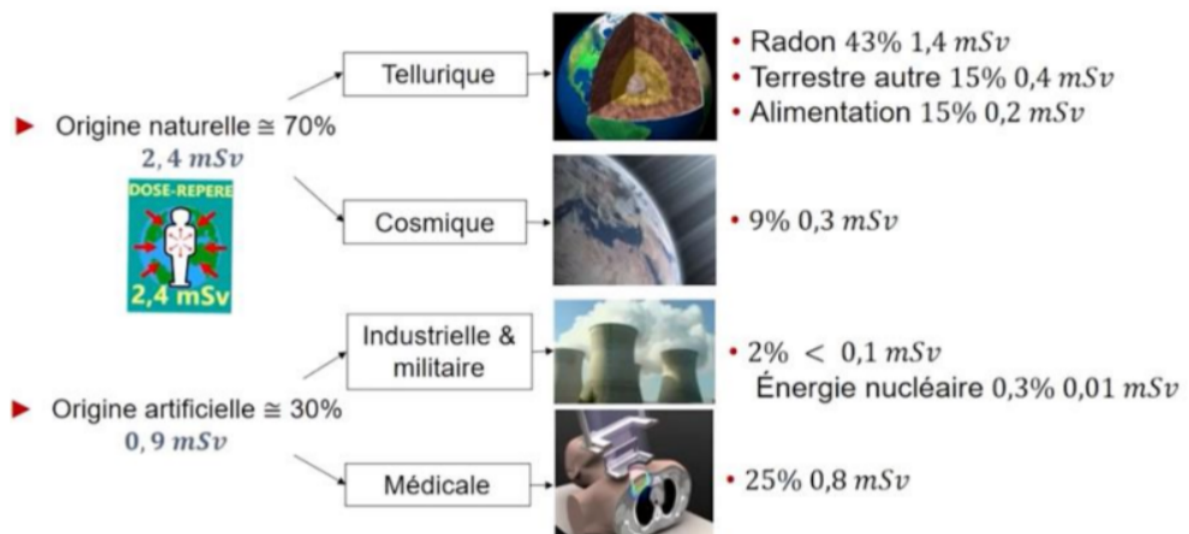 Tellurique
• Radon 43% 1,4 mSv
• Terrestre autre 15% 0,4 mSv
• Alimentation 15% 0,2 mSv
► Origine naturelle ≅ 70%
2,4 mSv
DOSE-REPERE
2,4 mSv
Cosmique
• 9% 0,3 mSv
Industrielle &
militaire
• 2% < 0,1 mSv
Énergie nucléaire 0,3% 0,01 mSv
► Origine artificielle ≅ 30%
0,9 mSv
Médicale
• 25% 0,8 mSv